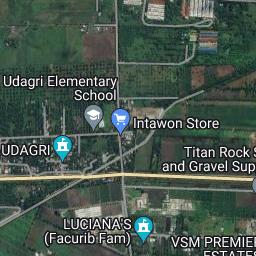 Udagri Elementary
School
Intawon Store
UDAGRI
Titan Rock S
and Gravel Sup
LUCIANA'S
(Facurib Fam)
VSM PREMIE
ESTATES